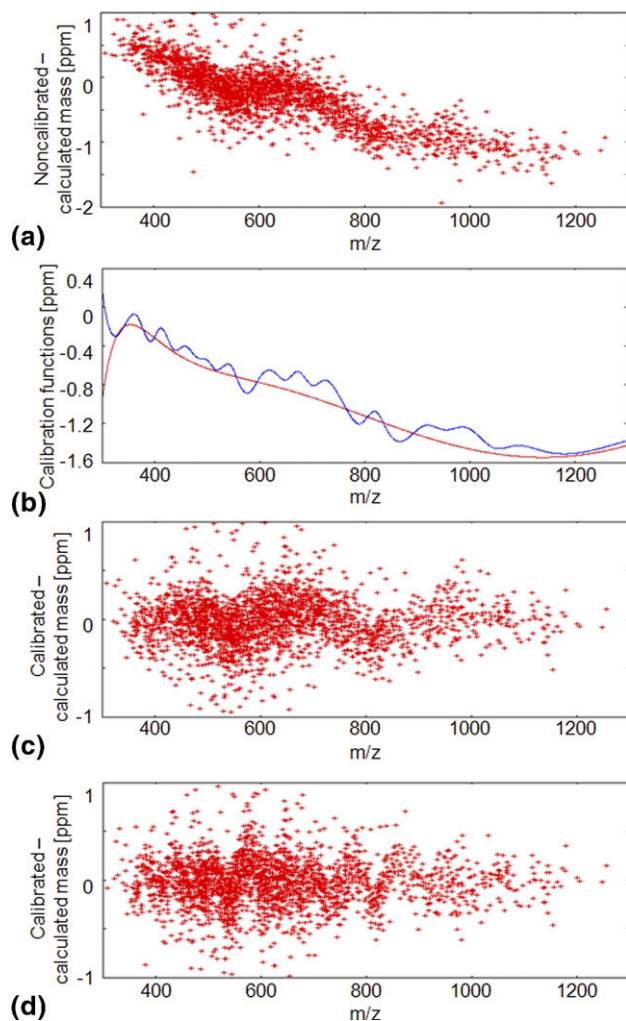 Noncalibrated –
calculated mass [ppm]
1
0
-1
-2
400 600 800 1000 1200
m/z
(a)
Calibration functions [ppm]
0.4
0
-0.4
-0.8
-1.2
-1.6
400 600 800 1000 1200
m/z
(b)
Calibrated –
calculated mass [ppm]
1
0
-1
400 600 800 1000 1200
m/z
(c)
Calibrated –
calculated mass [ppm]
1
0
-1
400 600 800 1000 1200
m/z
(d)